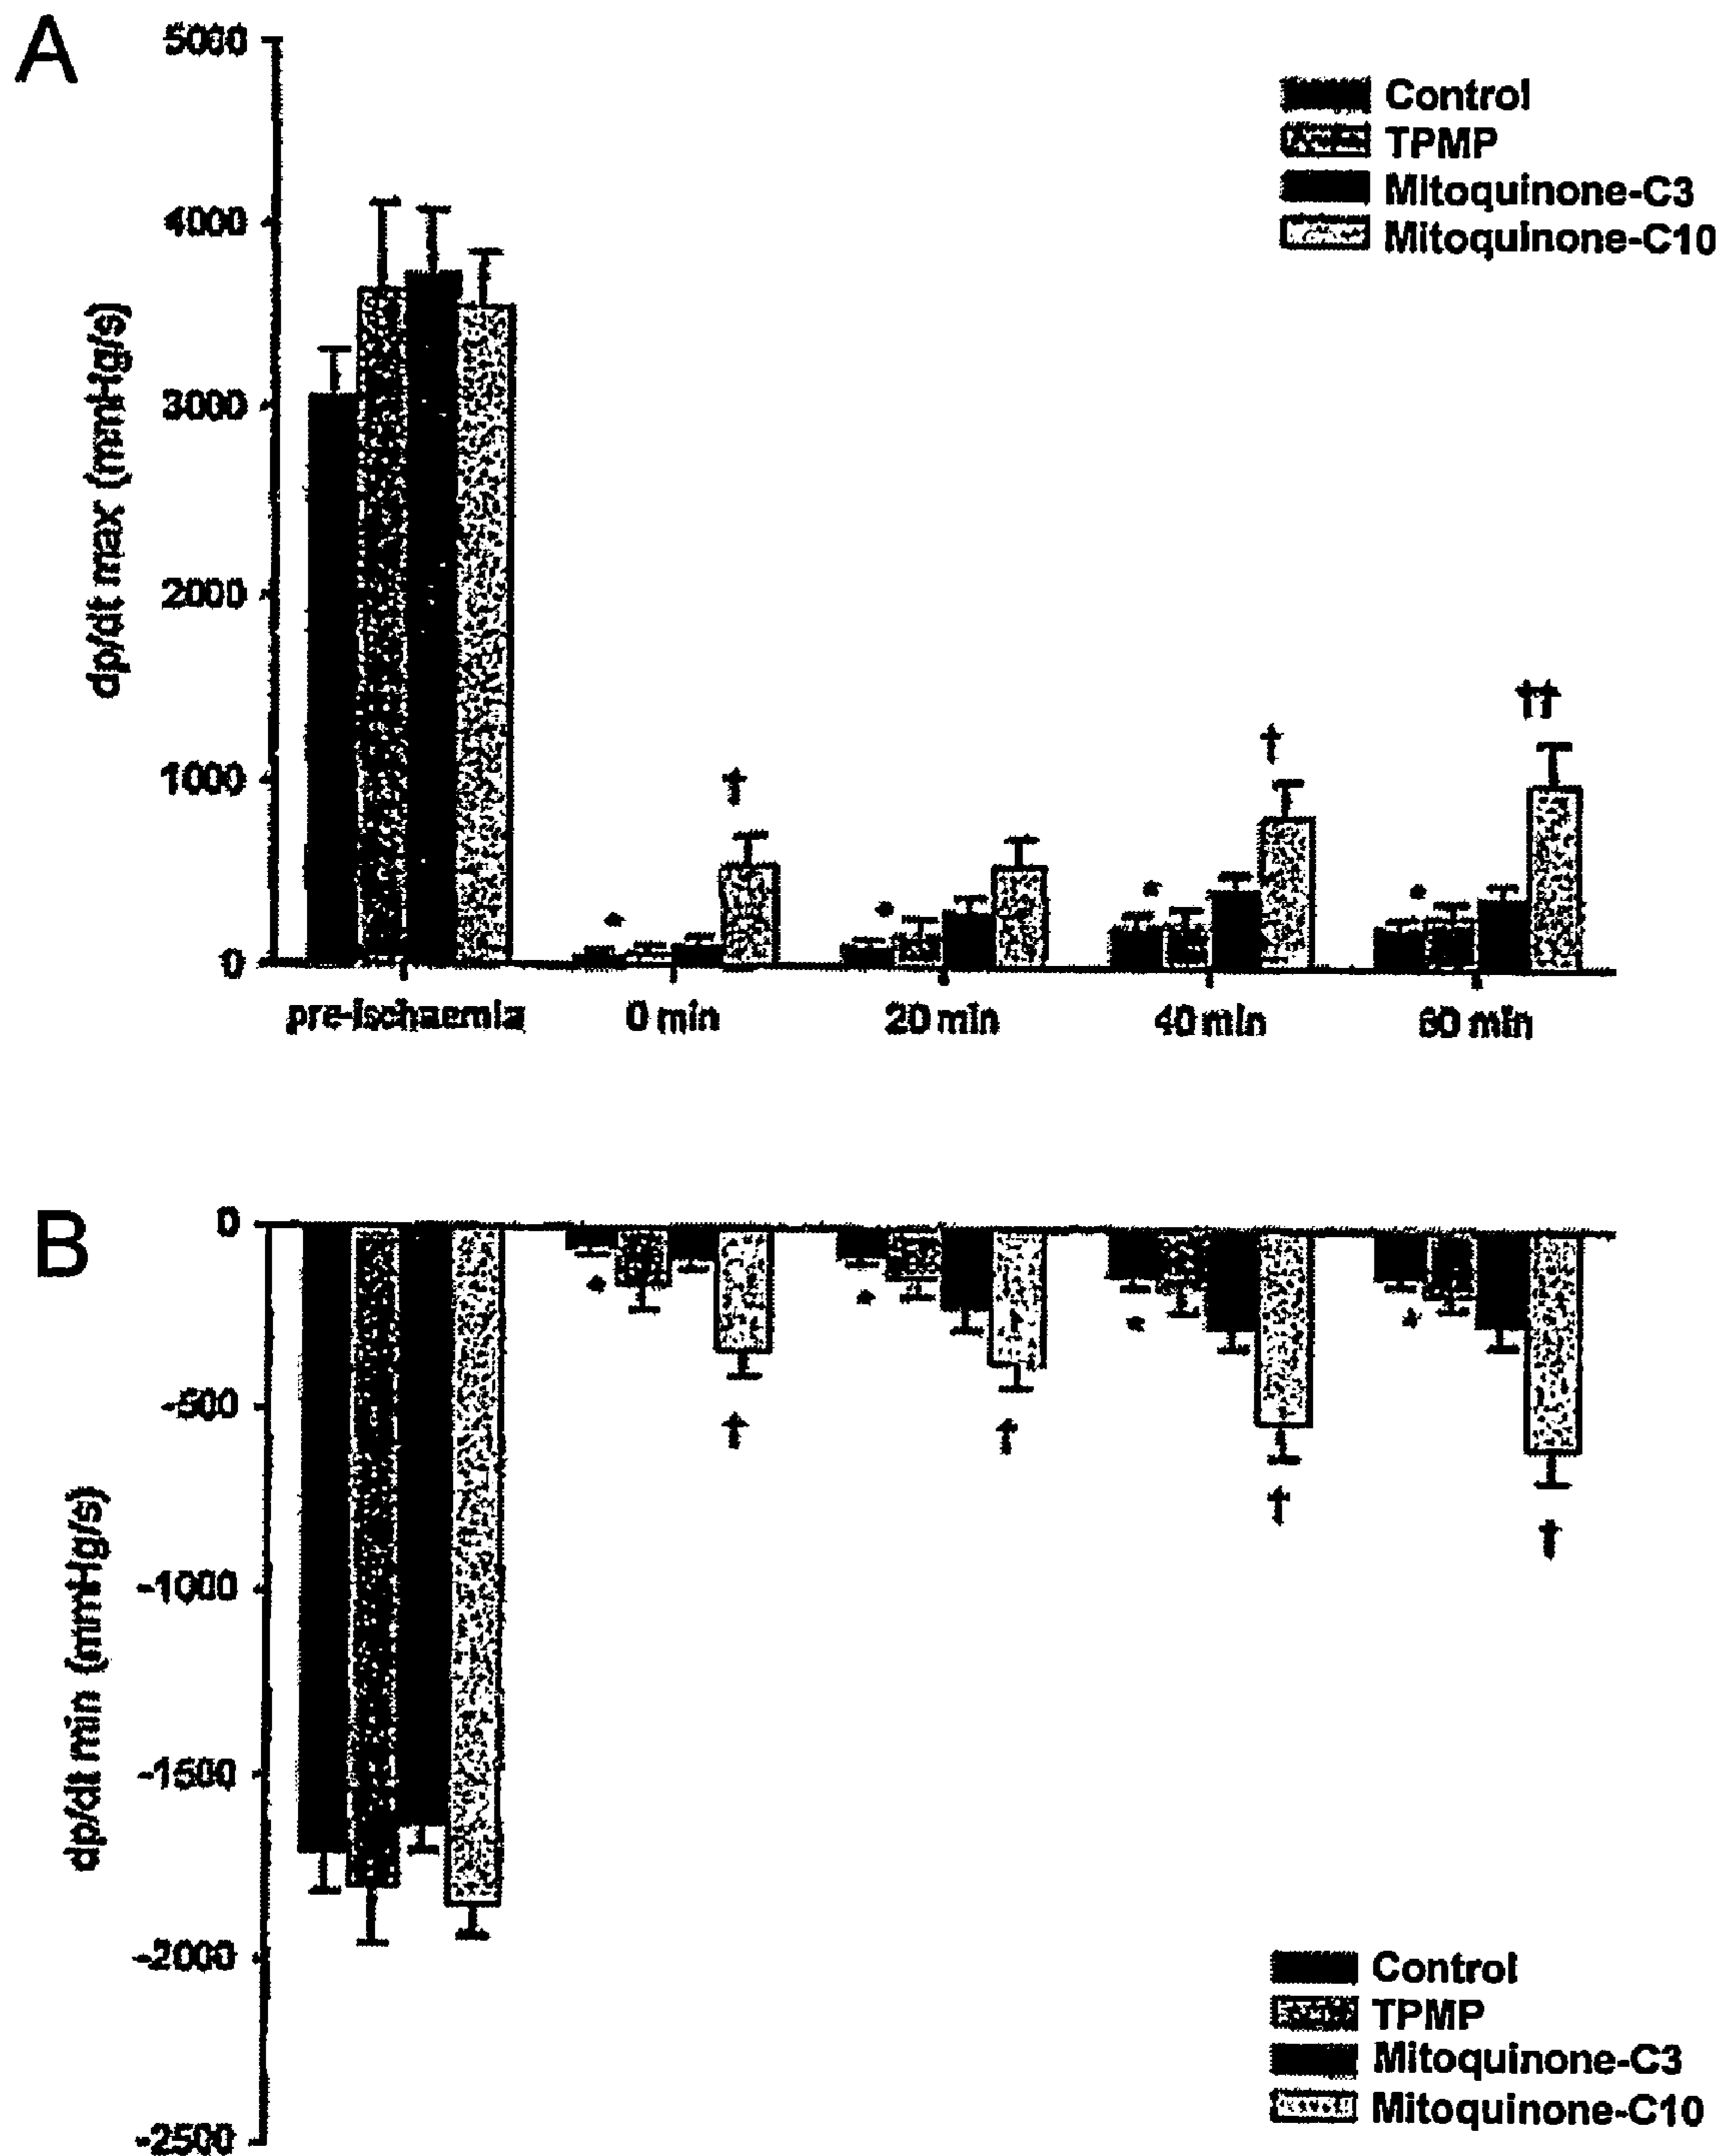 A
5000
4000
3000
2000
1000
0
dp/dt max (mmHg/s)
Control
TPMP
Mitoquinone-C3
Mitoquinone-C10
†
†
††
*
*
*
*
pre-ischaemia
0 min
20 min
40 min
60 min
B
0
-500
-1000
-1500
-2000
-2500
dp/dt min (mmHg/s)
*
*
*
*
†
†
†
†
Control
TPMP
Mitoquinone-C3
Mitoquinone-C10